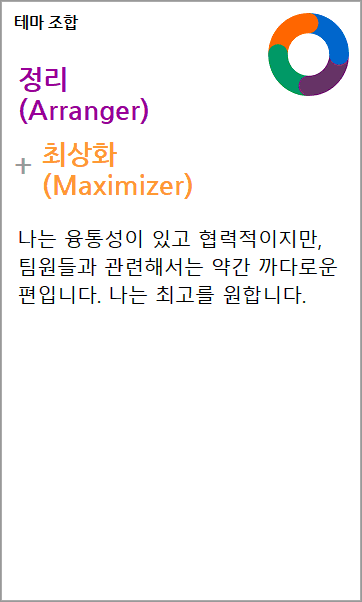 테마 조합
정리
(Arranger)
+ 최상화
(Maximizer)
나는 융통성이 있고 협력적이지만,
팀원들과 관련해서는 약간 까다로운
편입니다. 나는 최고를 원합니다.